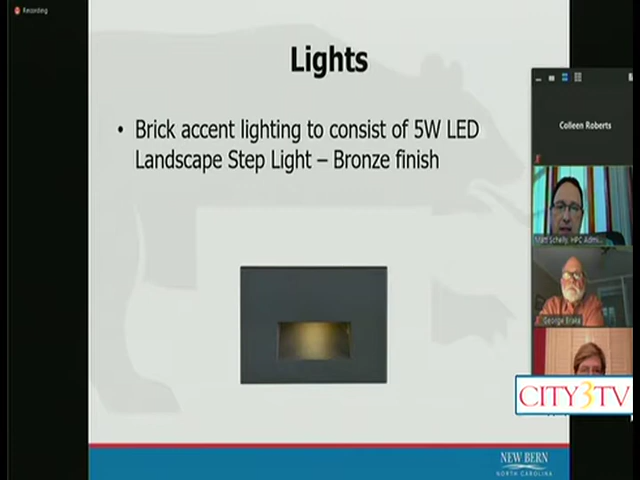 Recording
Lights
• Brick accent lighting to consist of 5W LED
Landscape Step Light – Bronze finish
Colleen Roberts
Matt Schelly, HPC Admi...
George Brake
CITY3TV
NEW BERN
NORTH CAROLINA